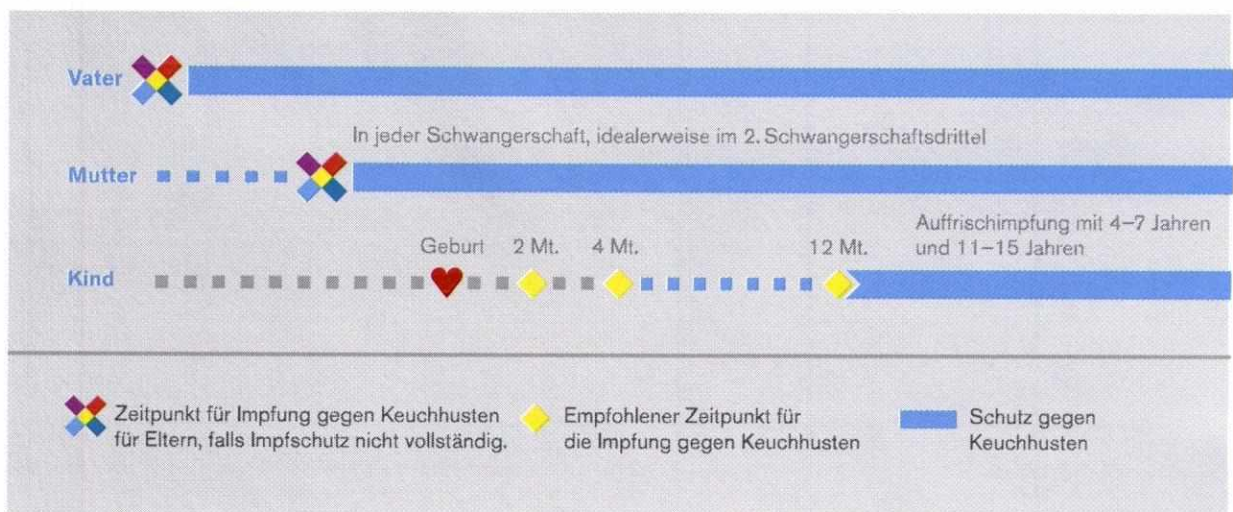 Vater
In jeder Schwangerschaft, idealerweise im 2. Schwangerschaftsdrittel
Mutter
Auffrischimpfung mit 4–7 Jahren
und 11–15 Jahren
Geburt 2 Mt. 4 Mt. 12 Mt.
Kind
Zeitpunkt für Impfung gegen Keuchhusten
für Eltern, falls Impfschutz nicht vollständig.
Empfohlener Zeitpunkt für
die Impfung gegen Keuchhusten
Schutz gegen
Keuchhusten